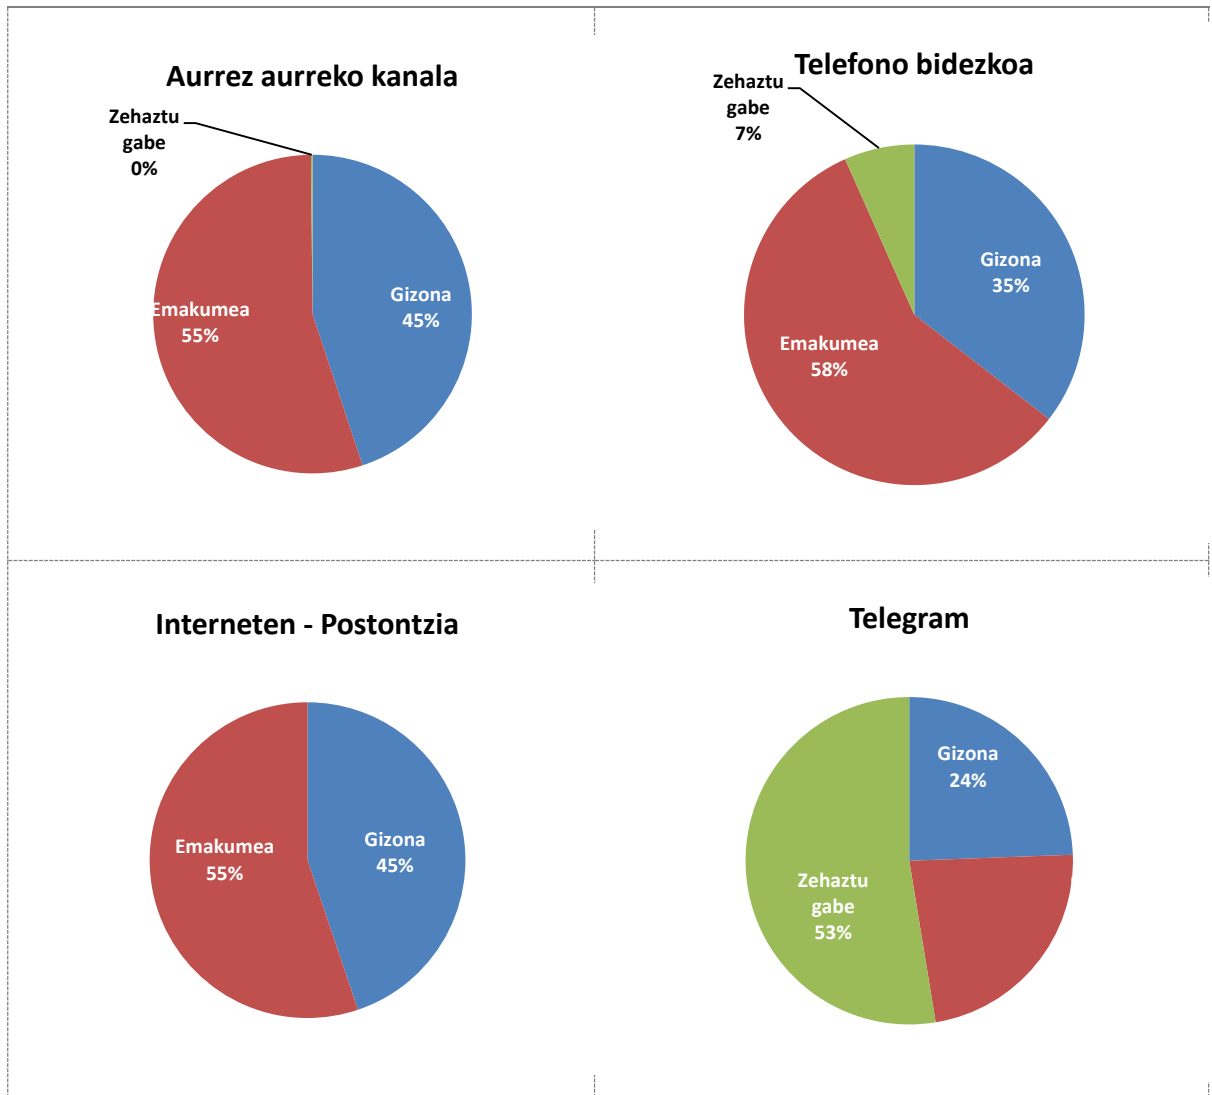 Aurrez aurreko kanala
Zehaztu
gabe
0%
Emakumea
55%
Gizona
45%
Telefono bidezkoa
Zehaztu
gabe
7%
Gizona
35%
Emakumea
58%
Interneten - Postontzia
Emakumea
55%
Gizona
45%
Telegram
Gizona
24%
Zehaztu
gabe
53%